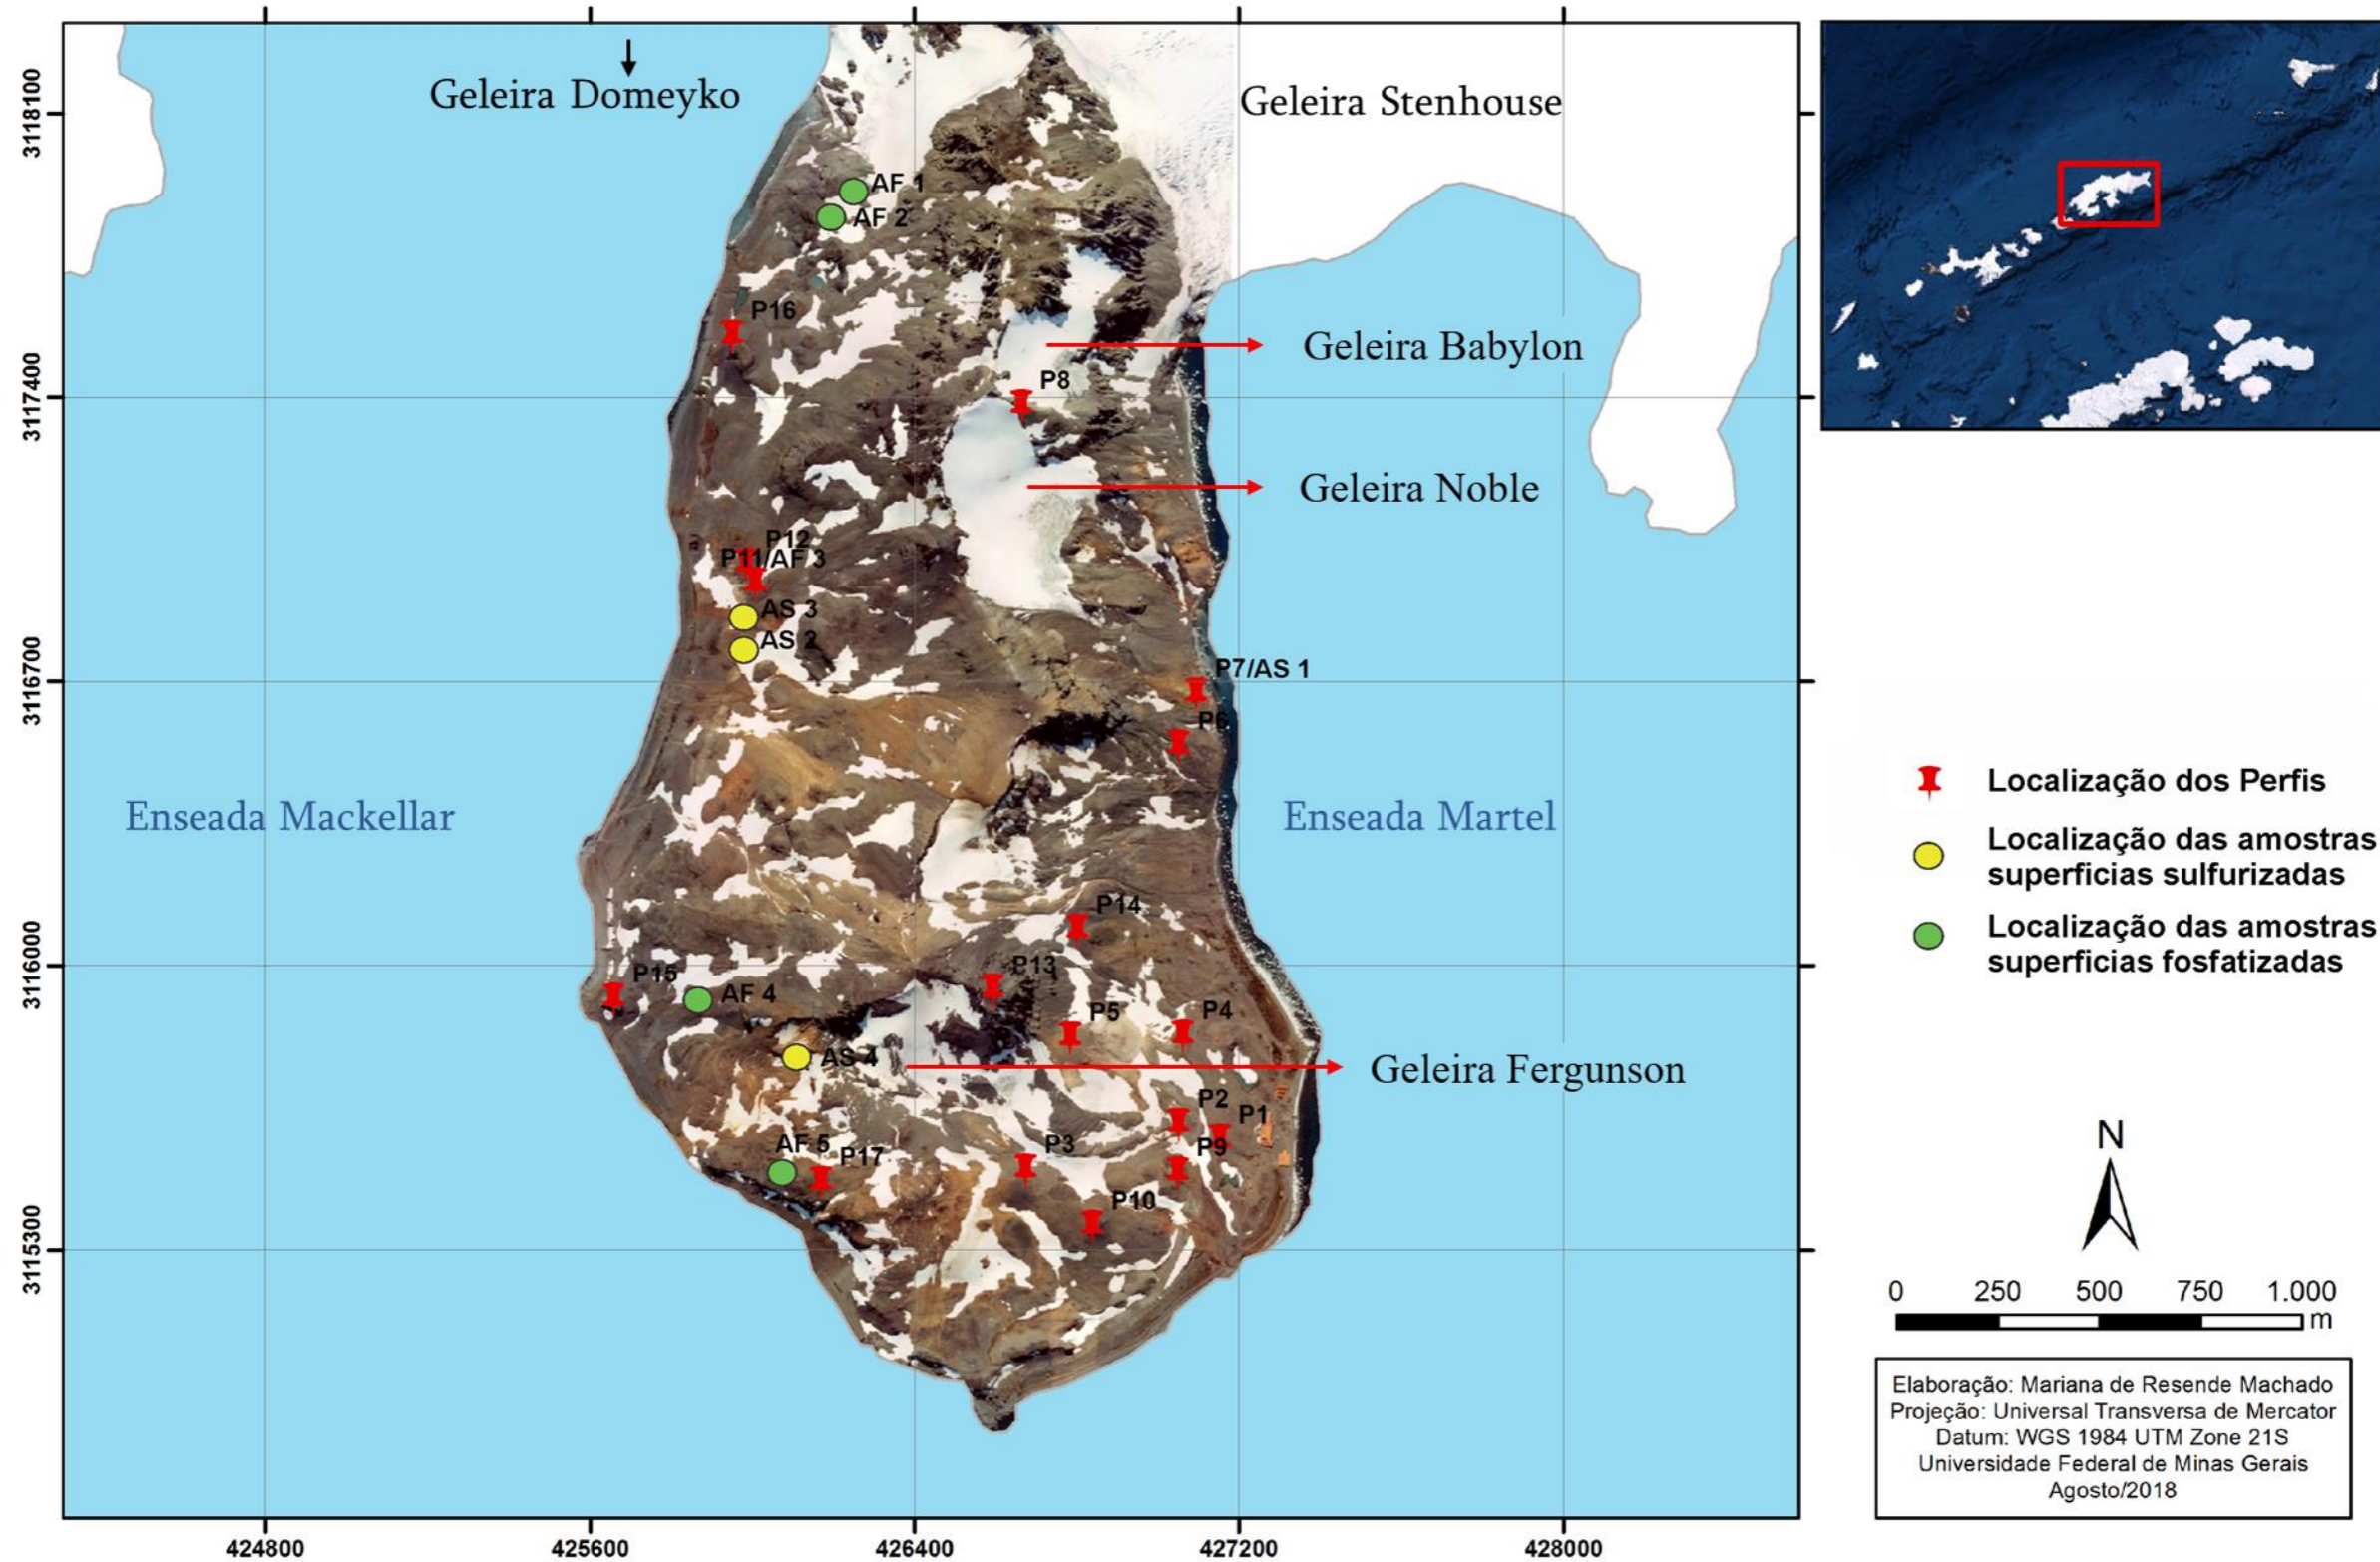 Geleira Domeyko
Geleira Stenhouse
AF 1
AF 2
P16
Geleira Babylon
P8
Geleira Noble
P12
P11/AF 3
AS 3
AS 2
P7/AS 1
P6
Enseada Mackellar
Enseada Martel
P14
P13
P15
AF 4
P5
P4
AS 4
Geleira Fergunson
P2
P1
AF 5
P17
P3
P9
P10
3118100
3117400
3116700
3116000
3115300
424800
425600
426400
427200
428000
Localização dos Perfis
Localização das amostras
superficias sulfurizadas
Localização das amostras
superficias fosfatizadas
N
0 250 500 750 1.000
m
Elaboração: Mariana de Resende Machado
Projeção: Universal Transversa de Mercator
Datum: WGS 1984 UTM Zone 21S
Universidade Federal de Minas Gerais
Agosto/2018